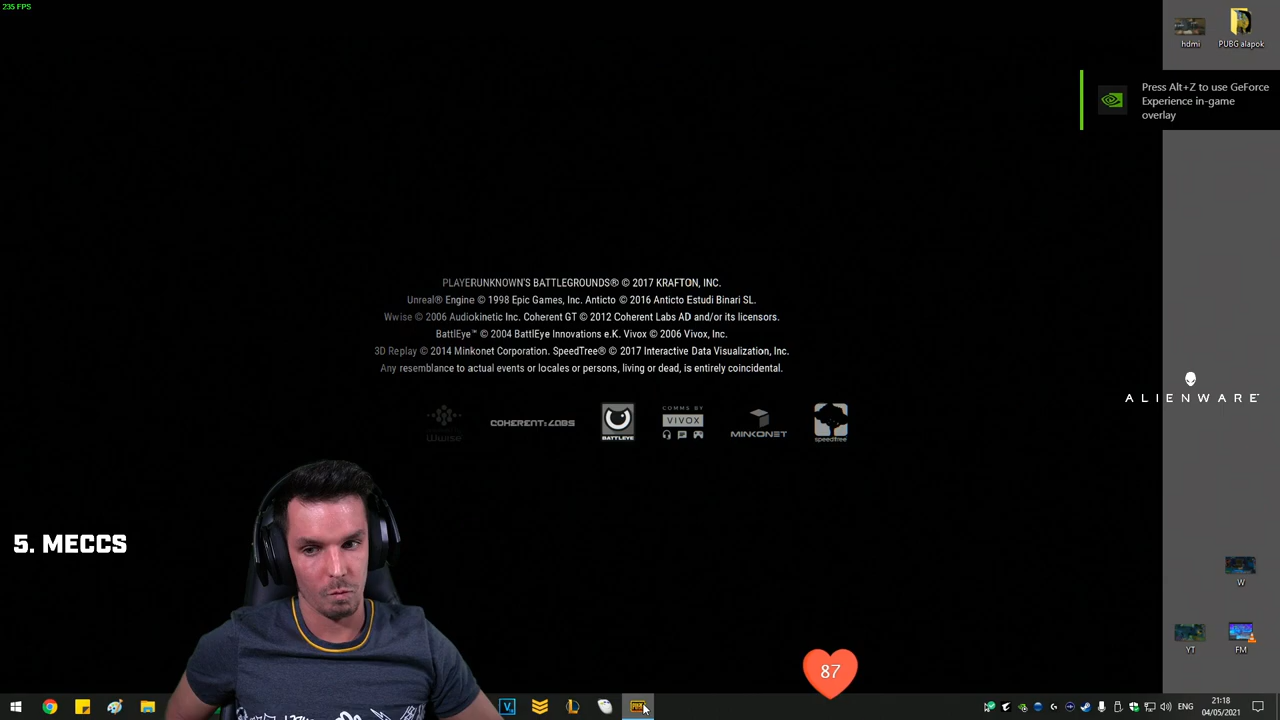 235 FPS
hdmi
PUBG alapok
Press Alt+Z to use GeForce
Experience in-game
overlay
PLAYERUNKNOWN'S BATTLEGROUNDS® © 2017 KRAFTON, INC.
Unreal® Engine © 1998 Epic Games, Inc. Anticto © 2016 Anticto Estudi Binari SL.
Wwise © 2006 Audiokinetic Inc. Coherent GT © 2012 Coherent Labs AD and/or its licensors.
BattlEye™ © 2004 BattlEye Innovations e.K. Vivox © 2006 Vivox, Inc.
3D Replay © 2014 Minkonet Corporation. SpeedTree® © 2017 Interactive Data Visualization, Inc.
Any resemblance to actual events or locales or persons, living or dead, is entirely coincidental.
ALIENWARE
wwise
COHERENT:LABS
BATTLEYE
COMMS BY
VIVOX
MINKONET
speedtree
5. MECCS
W
YT
FM
87
V
ENG
21:18
04/05/2021